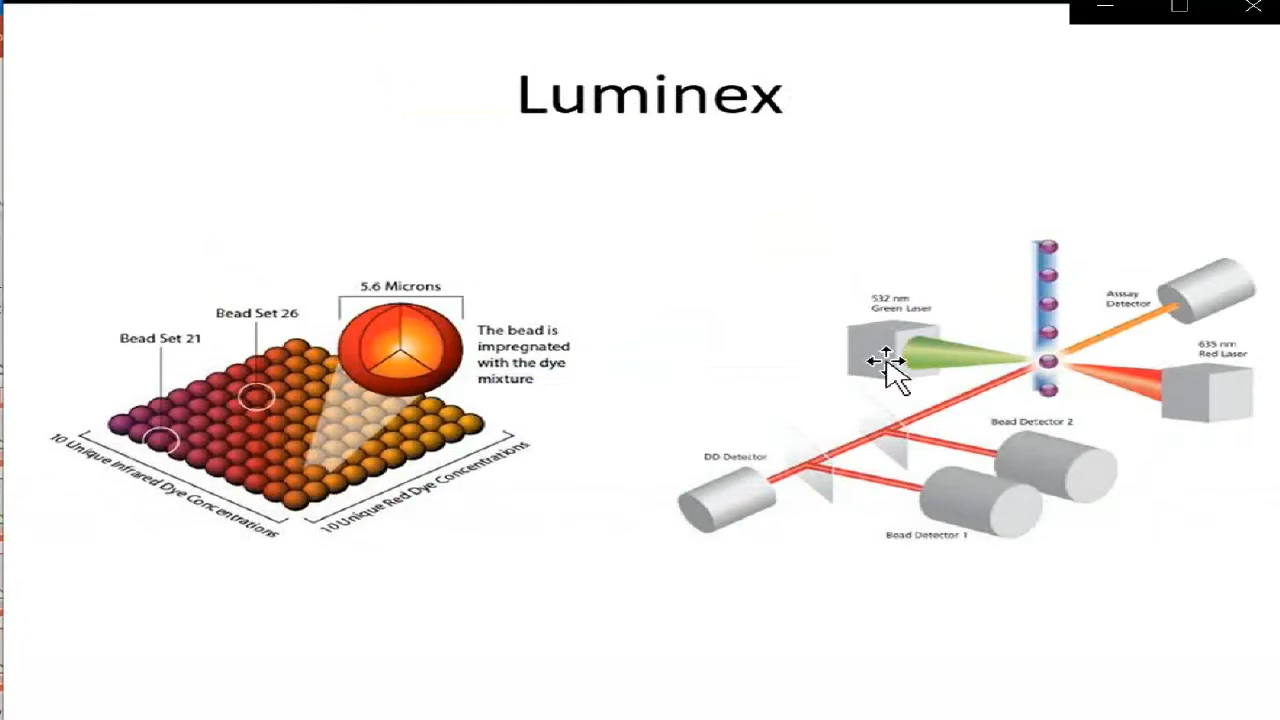 Luminex
5.6 Microns
Bead Set 26
Bead Set 21
The bead is
impregnated
with the dye
mixture
10 Unique Infrared Dye Concentrations
10 Unique Red Dye Concentrations
532 nm
Green Laser
Asssay
Detector
635 nm
Red Laser
Bead Detector 2
DD Detector
Bead Detector 1